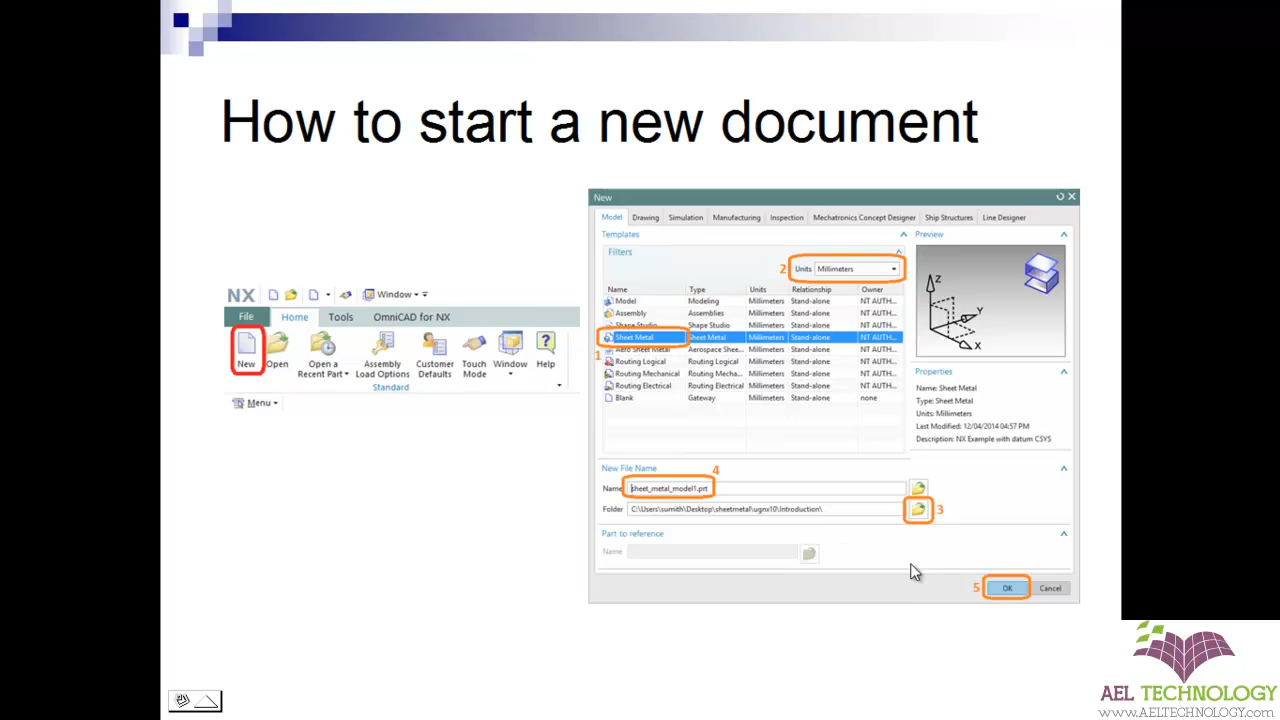 How to start a new document
NX Window
File Home Tools OmniCAD for NX
New Open Open a Recent Part Assembly Load Options Customer Defaults Touch Mode Window Help
Standard
Menu
New
Model Drawing Simulation Manufacturing Inspection Mechatronics Concept Designer Ship Structures Line Designer
Templates
Filters
2 Units Millimeters
Name Type Units Relationship Owner
Model Modeling Millimeters Stand-alone NT AUTH...
Assembly Assemblies Millimeters Stand-alone NT AUTH...
Shape Studio Shape Studio Millimeters Stand-alone NT AUTH...
Sheet Metal Sheet Metal Millimeters Stand-alone NT AUTH...
1
Aero Sheet Metal Aerospace Shee... Millimeters Stand-alone NT AUTH...
Routing Logical Routing Logical Millimeters Stand-alone NT AUTH...
Routing Mechanical Routing Mecha... Millimeters Stand-alone NT AUTH...
Routing Electrical Routing Electrical Millimeters Stand-alone NT AUTH...
Blank Gateway Millimeters Stand-alone none
Preview
Z
Y
X
Properties
Name: Sheet Metal
Type: Sheet Metal
Units: Millimeters
Last Modified: 12/04/2014 04:57 PM
Description: NX Example with datum CSYS
New File Name
4
Name sheet_metal_model1.prt
Folder C:\Users\sumith\Desktop\sheetmetal\ugnx10\Introduction\ 3
Part to reference
Name
5 OK Cancel
AEL TECHNOLOGY
www.AELTECHNOLOGY.com